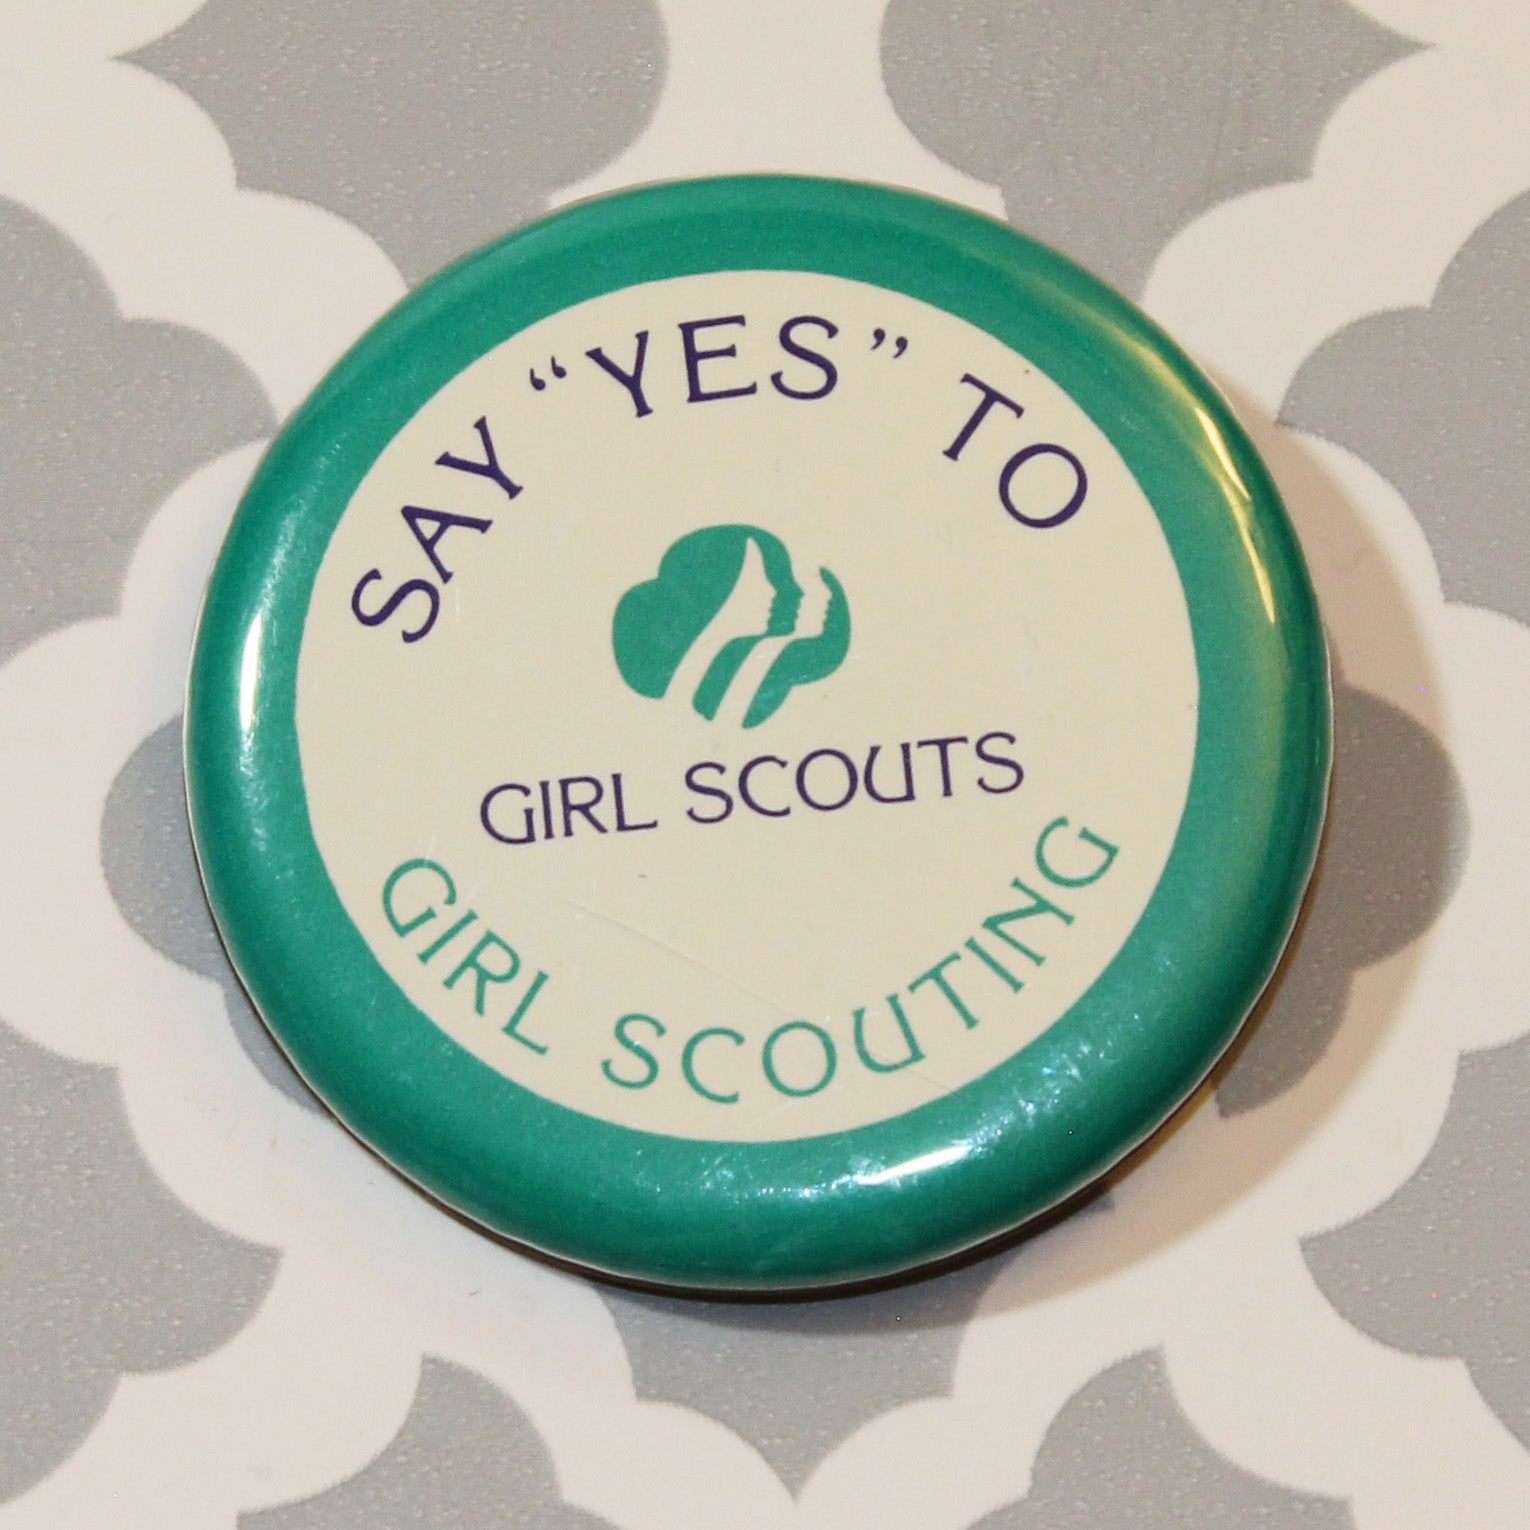 SAY “YES” TO
GIRL SCOUTS
GIRL SCOUTING